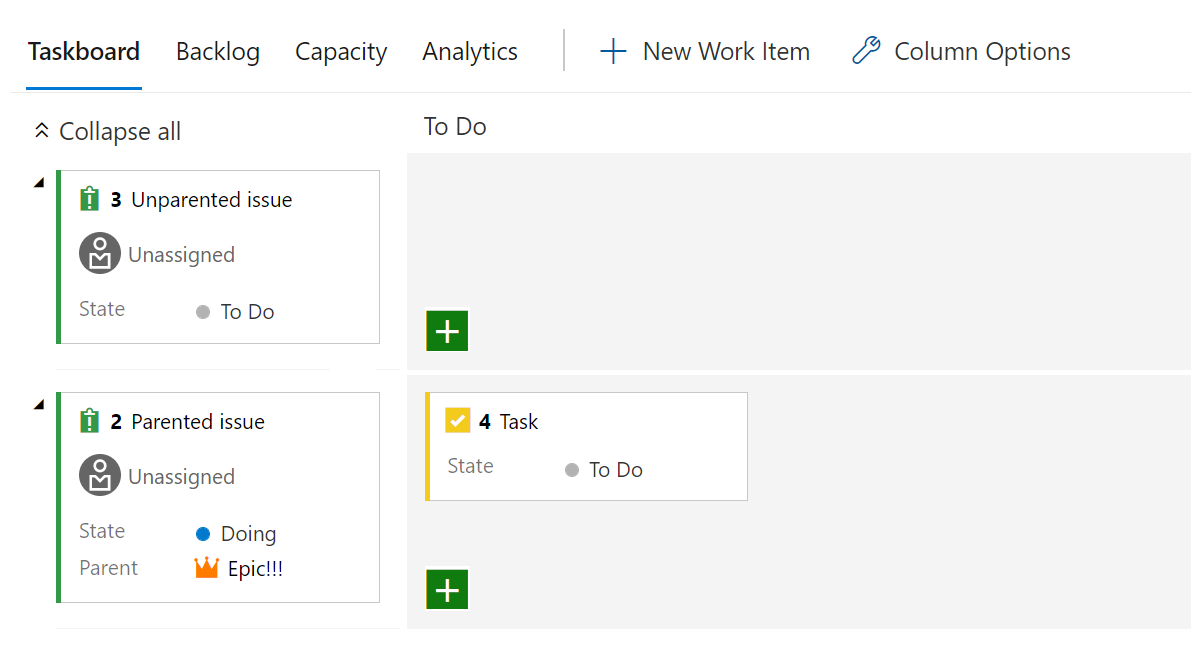 Taskboard Backlog Capacity Analytics New Work Item Column Options
Collapse all
To Do
3 Unparented issue
Unassigned
State To Do
2 Parented issue
Unassigned
State Doing
Parent Epic!!!
4 Task
State To Do